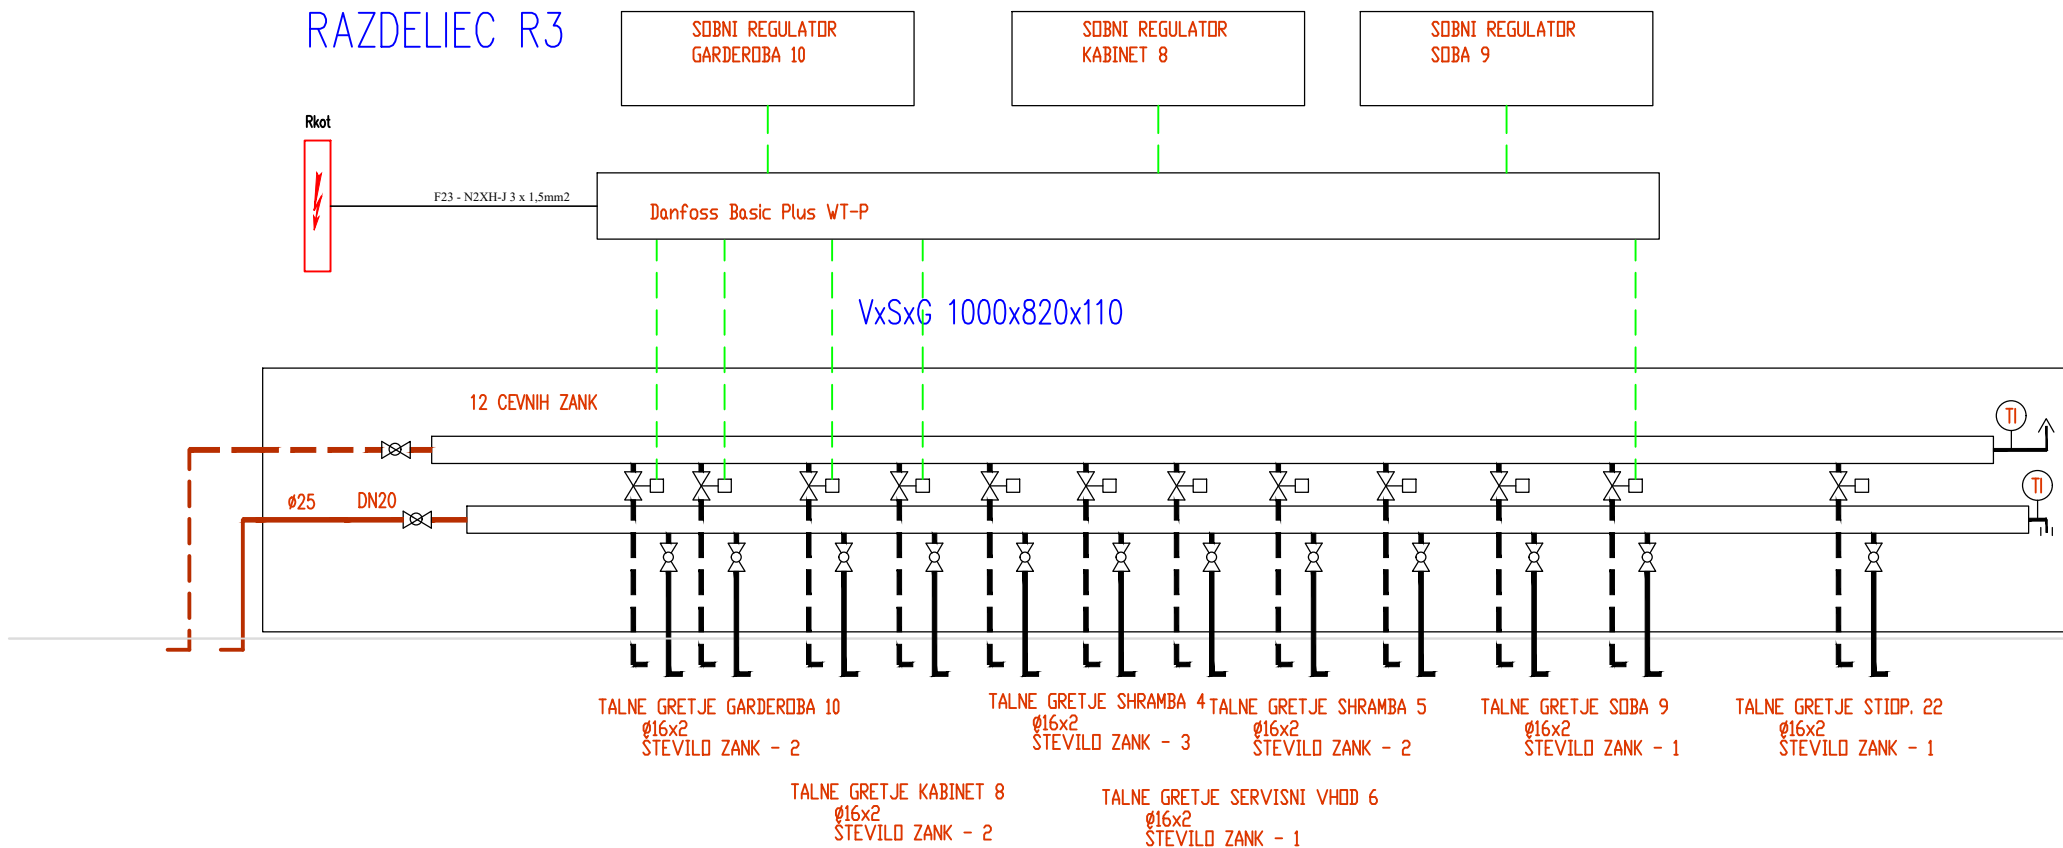 RAZDELIEC R3
SOBNI REGULATOR
GARDEROBA 10
SOBNI REGULATOR
KABINET 8
SOBNI REGULATOR
SOBA 9
Rkot
F23 - N2XH-J 3 x 1,5mm2
Danfoss Basic Plus WT-P
VxSxG 1000x820x110
12 CEVNIH ZANK
TI
ø25
DN20
TI
TALNE GRETJE GARDEROBA 10
ø16x2
ŠTEVILO ZANK - 2
TALNE GRETJE SHRAMBA 4
ø16x2
ŠTEVILO ZANK - 3
TALNE GRETJE SHRAMBA 5
ø16x2
ŠTEVILO ZANK - 2
TALNE GRETJE SOBA 9
ø16x2
ŠTEVILO ZANK - 1
TALNE GRETJE STIOP. 22
ø16x2
ŠTEVILO ZANK - 1
TALNE GRETJE KABINET 8
ø16x2
ŠTEVILO ZANK - 2
TALNE GRETJE SERVISNI VHOD 6
ø16x2
ŠTEVILO ZANK - 1